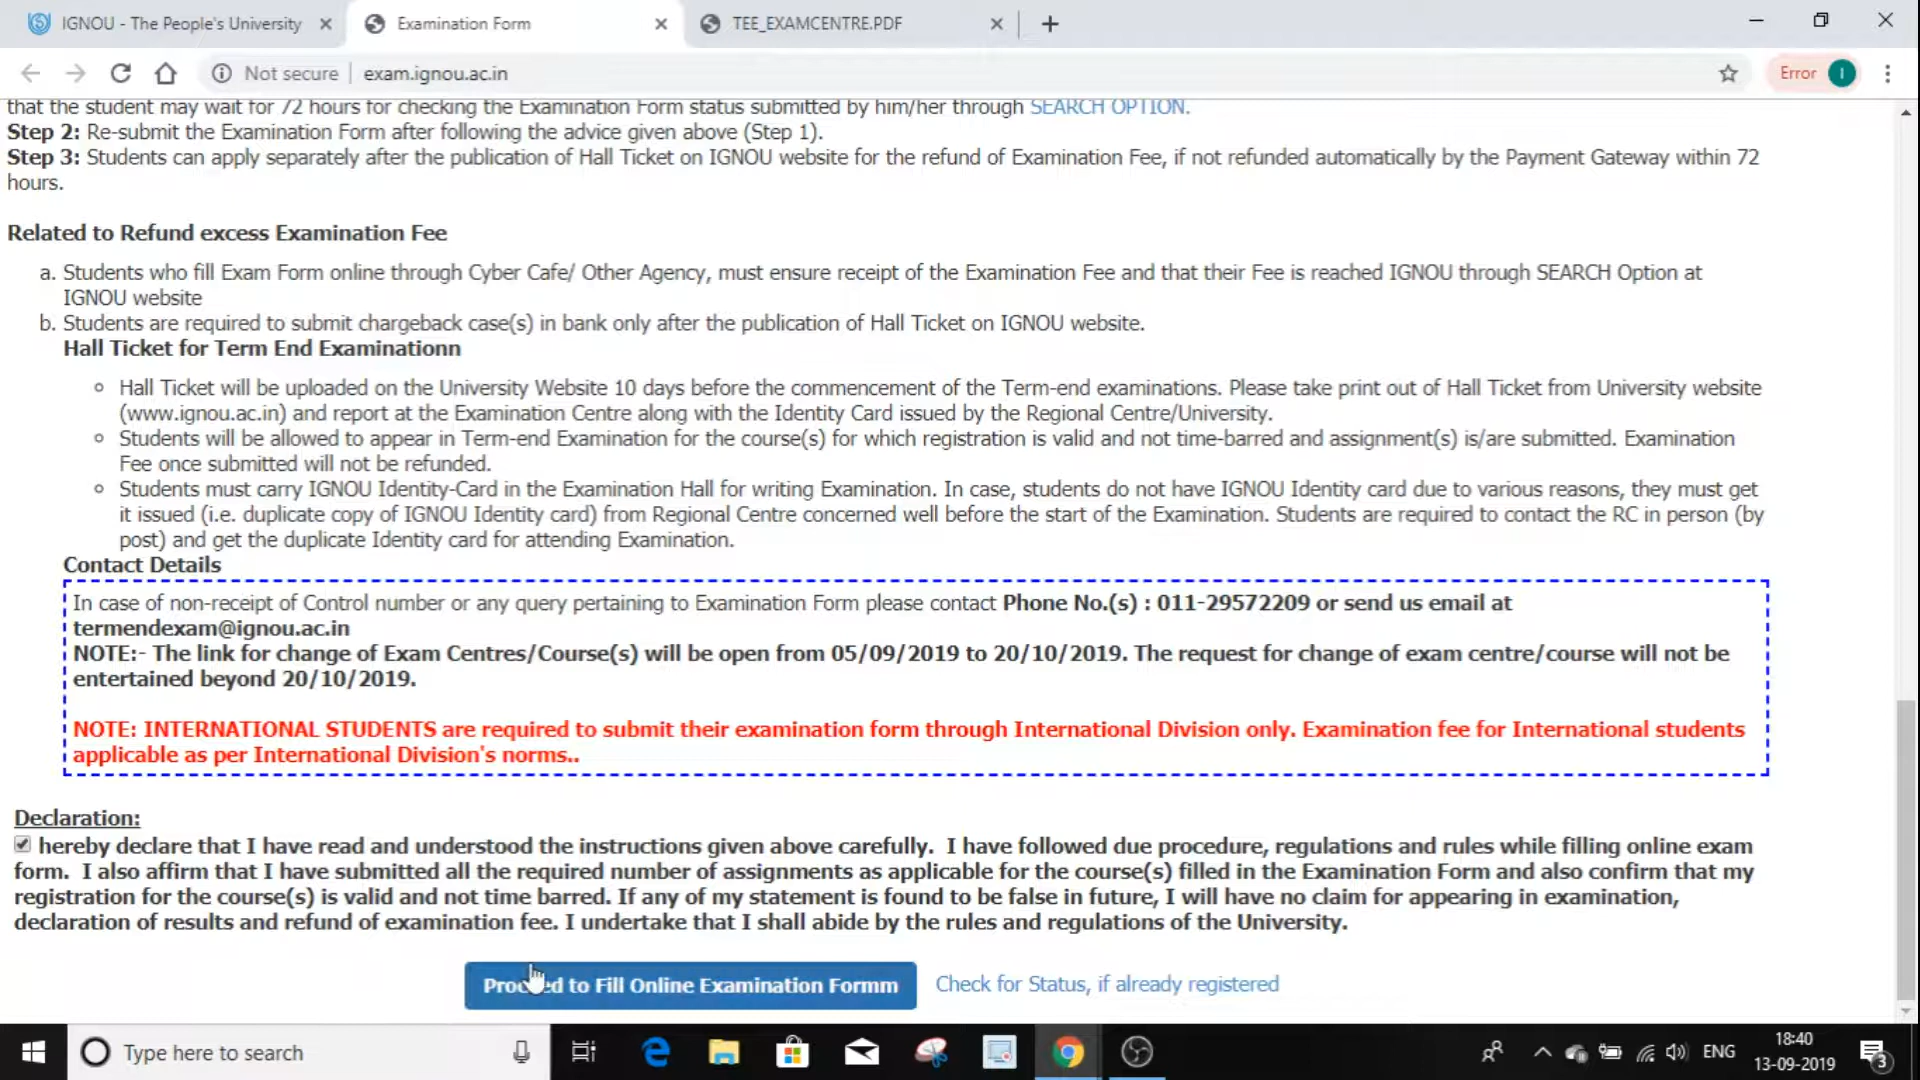 IGNOU - The People's University
Examination Form
TEE_EXAMCENTRE.PDF
Not secure
exam.ignou.ac.in
Error
I
that the student may wait for 72 hours for checking the Examination Form status submitted by him/her through SEARCH OPTION.
Step 2: Re-submit the Examination Form after following the advice given above (Step 1).
Step 3: Students can apply separately after the publication of Hall Ticket on IGNOU website for the refund of Examination Fee, if not refunded automatically by the Payment Gateway within 72
hours.
Related to Refund excess Examination Fee
a. Students who fill Exam Form online through Cyber Cafe/ Other Agency, must ensure receipt of the Examination Fee and that their Fee is reached IGNOU through SEARCH Option at
IGNOU website
b. Students are required to submit chargeback case(s) in bank only after the publication of Hall Ticket on IGNOU website.
Hall Ticket for Term End Examinationn
Hall Ticket will be uploaded on the University Website 10 days before the commencement of the Term-end examinations. Please take print out of Hall Ticket from University website
(www.ignou.ac.in) and report at the Examination Centre along with the Identity Card issued by the Regional Centre/University.
Students will be allowed to appear in Term-end Examination for the course(s) for which registration is valid and not time-barred and assignment(s) is/are submitted. Examination
Fee once submitted will not be refunded.
Students must carry IGNOU Identity-Card in the Examination Hall for writing Examination. In case, students do not have IGNOU Identity card due to various reasons, they must get
it issued (i.e. duplicate copy of IGNOU Identity card) from Regional Centre concerned well before the start of the Examination. Students are required to contact the RC in person (by
post) and get the duplicate Identity card for attending Examination.
Contact Details
In case of non-receipt of Control number or any query pertaining to Examination Form please contact Phone No.(s) : 011-29572209 or send us email at
termendexam@ignou.ac.in
NOTE:- The link for change of Exam Centres/Course(s) will be open from 05/09/2019 to 20/10/2019. The request for change of exam centre/course will not be
entertained beyond 20/10/2019.
NOTE: INTERNATIONAL STUDENTS are required to submit their examination form through International Division only. Examination fee for International students
applicable as per International Division's norms..
Declaration:
hereby declare that I have read and understood the instructions given above carefully. I have followed due procedure, regulations and rules while filling online exam
form. I also affirm that I have submitted all the required number of assignments as applicable for the course(s) filled in the Examination Form and also confirm that my
registration for the course(s) is valid and not time barred. If any of my statement is found to be false in future, I will have no claim for appearing in examination,
declaration of results and refund of examination fee. I undertake that I shall abide by the rules and regulations of the University.
Proceed to Fill Online Examination Formm
Check for Status, if already registered
Type here to search
ENG
18:40
13-09-2019
3